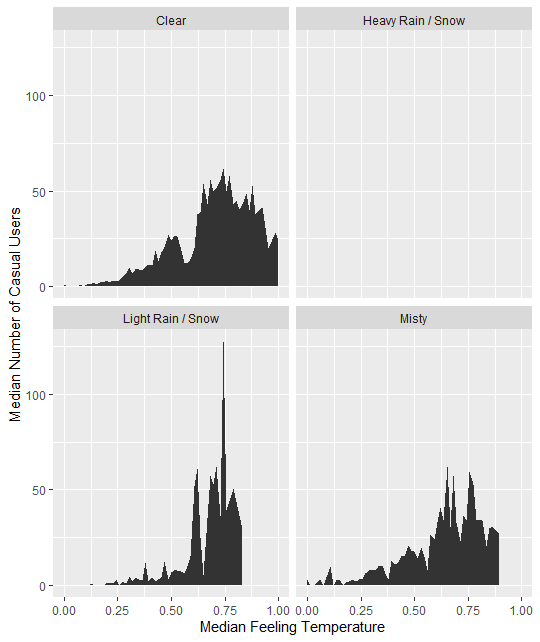 Clear
Heavy Rain / Snow
100
50
0
Light Rain / Snow
Misty
100
50
0
0.00 0.25 0.50 0.75 1.00
0.00 0.25 0.50 0.75 1.00
Median Feeling Temperature
Median Number of Casual Users